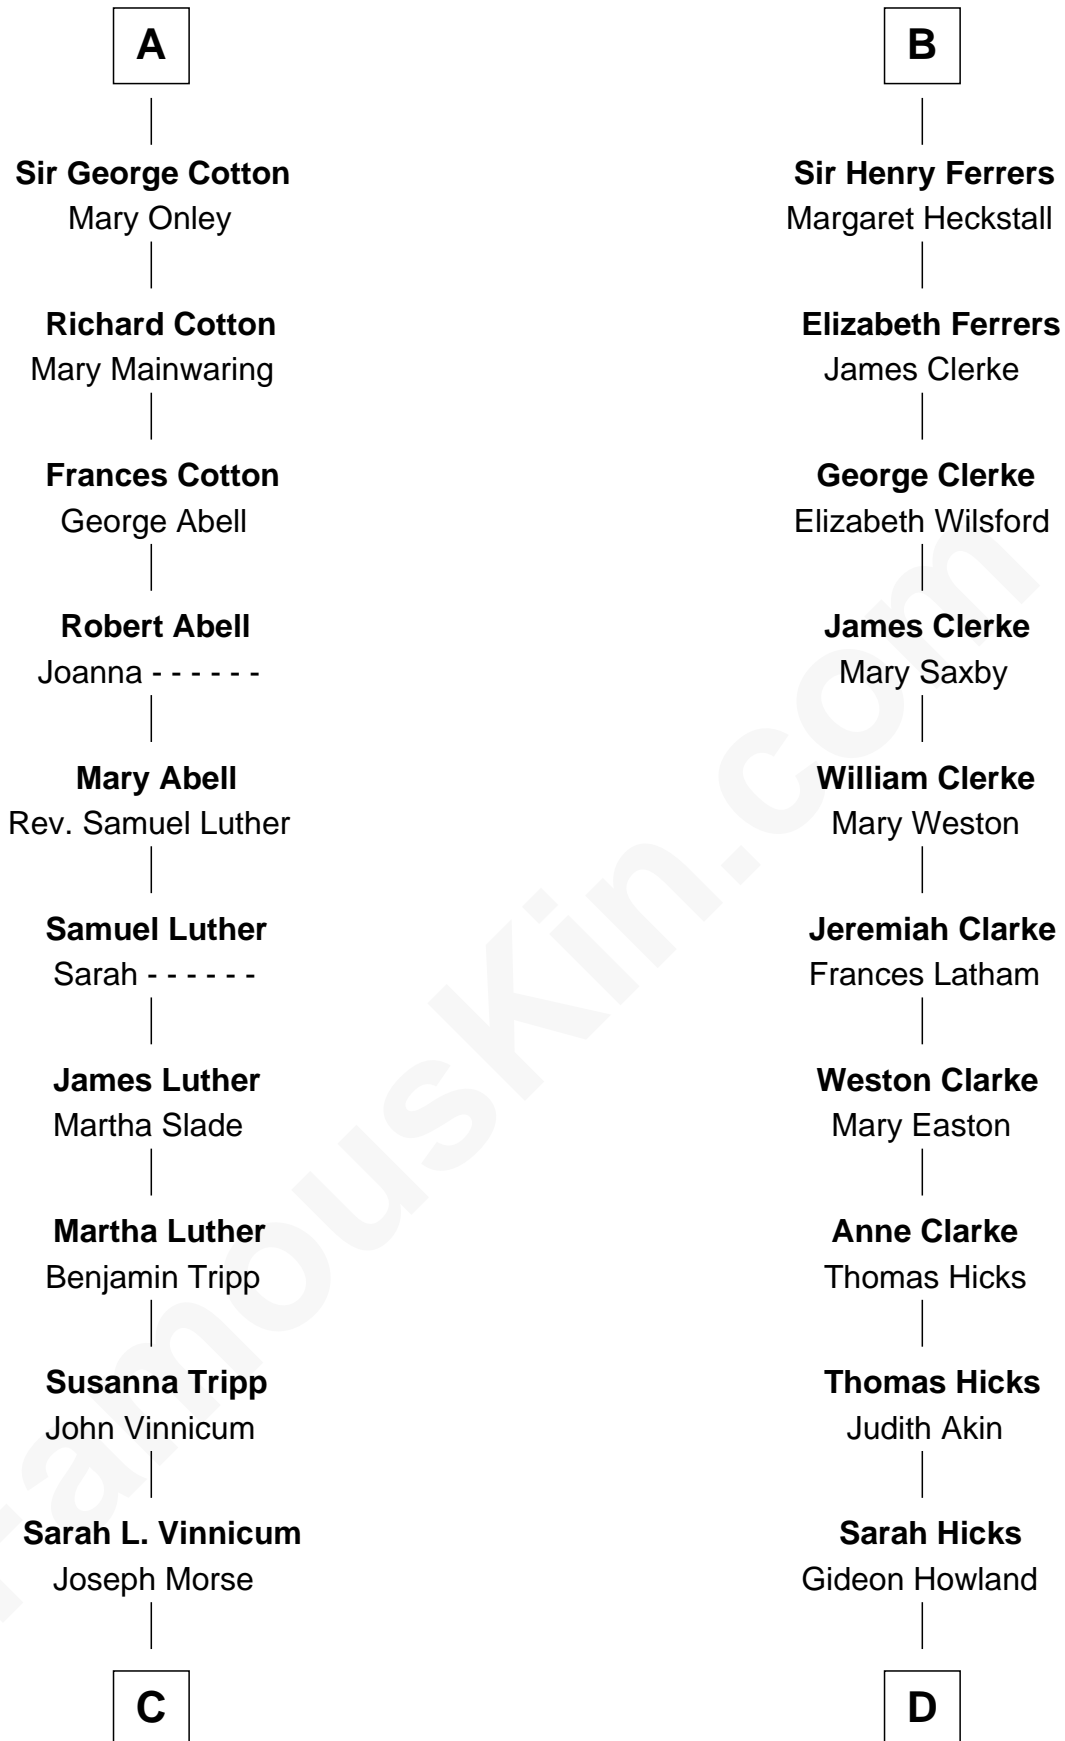 A
Sir George Cotton
Mary Onley
Richard Cotton
Mary Mainwaring
Frances Cotton
George Abell
Robert Abell
Joanna - - - - - -
Mary Abell
Rev. Samuel Luther
Samuel Luther
Sarah - - - - - -
James Luther
Martha Slade
Martha Luther
Benjamin Tripp
Susanna Tripp
John Vinnicum
Sarah L. Vinnicum
Joseph Morse
C
B
Sir Henry Ferrers
Margaret Heckstall
Elizabeth Ferrers
James Clerke
George Clerke
Elizabeth Wilsford
James Clerke
Mary Saxby
William Clerke
Mary Weston
Jeremiah Clarke
Frances Latham
Weston Clarke
Mary Easton
Anne Clarke
Thomas Hicks
Thomas Hicks
Judith Akin
Sarah Hicks
Gideon Howland
D
FamousKin.com